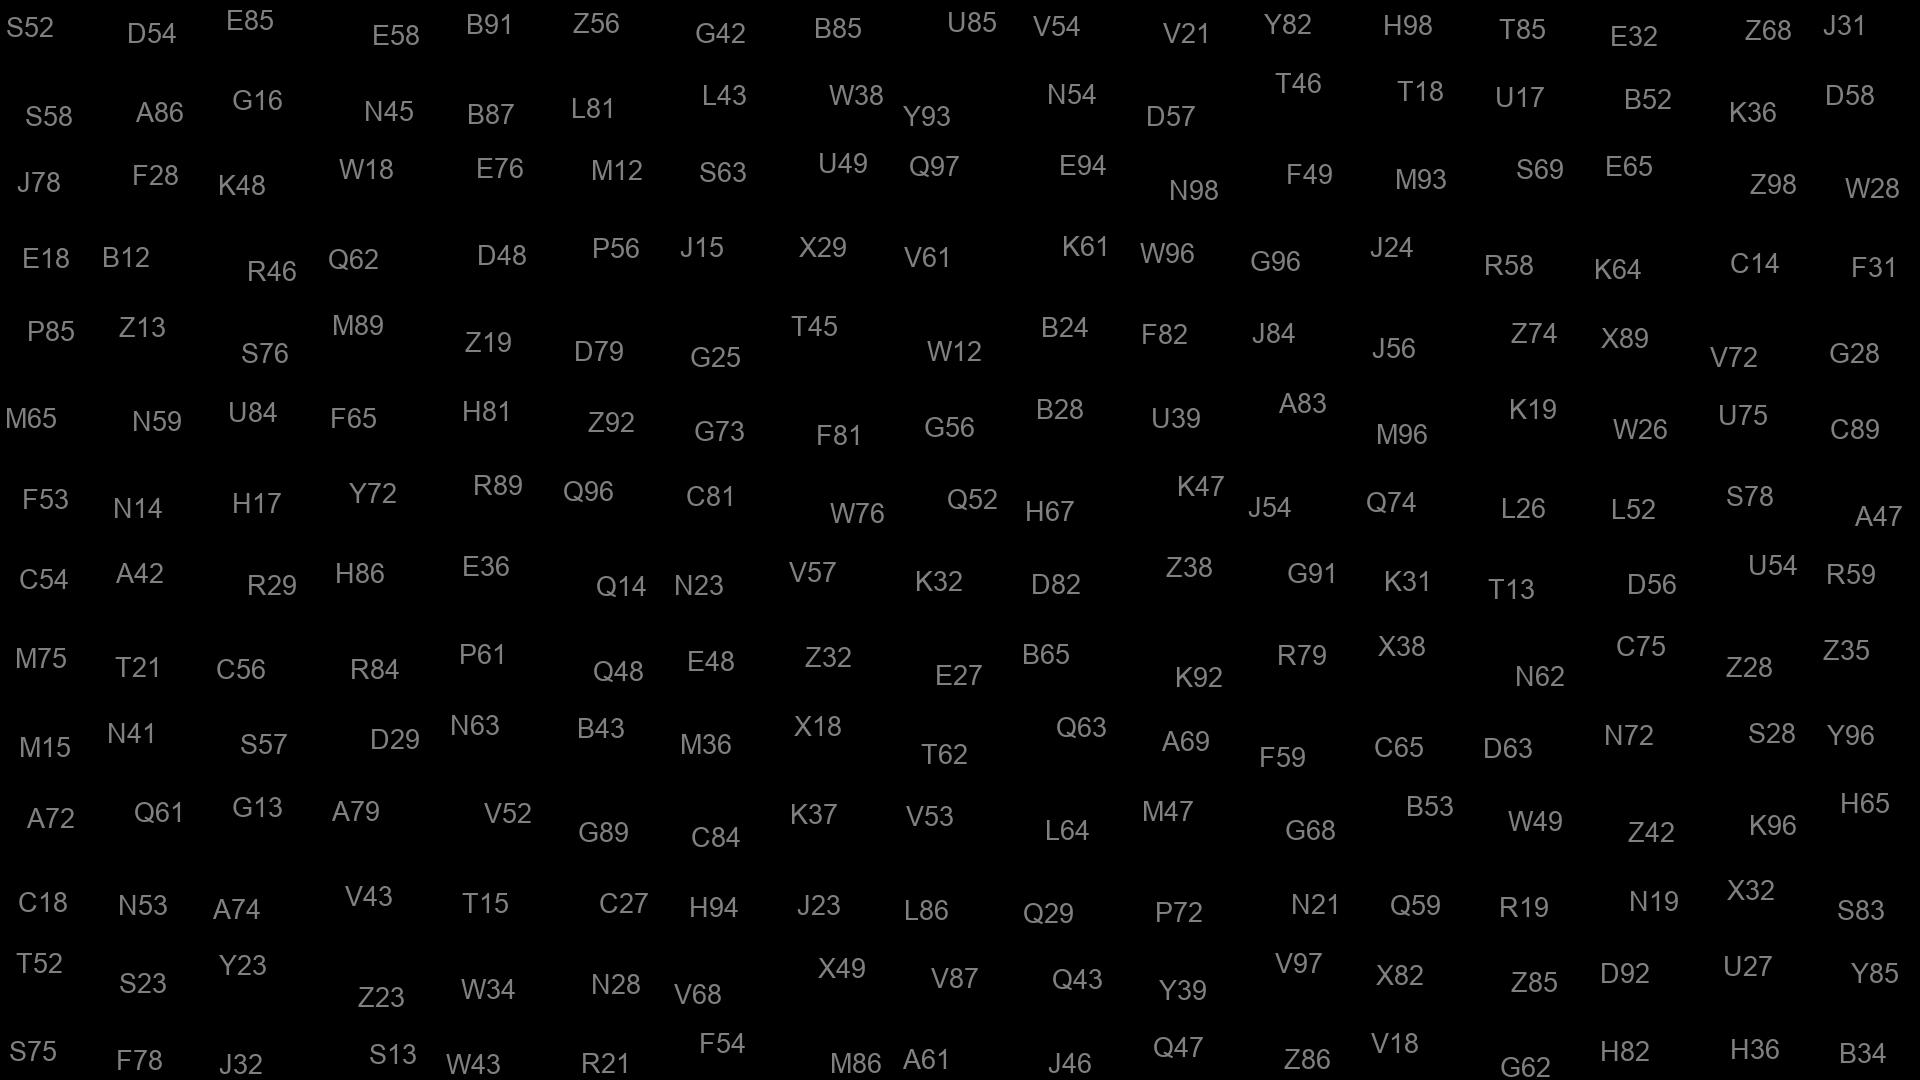 S52 D54 E85 E58 B91 Z56 G42 B85 U85 V54 V21 Y82 H98 T85 E32 Z68 J31
S58 A86 G16 N45 B87 L81 L43 W38 Y93 N54 D57 T46 T18 U17 B52 K36 D58
J78 F28 K48 W18 E76 M12 S63 U49 Q97 E94 N98 F49 M93 S69 E65 Z98 W28
E18 B12 R46 Q62 D48 P56 J15 X29 V61 K61 W96 G96 J24 R58 K64 C14 F31
P85 Z13 S76 M89 Z19 D79 G25 T45 W12 B24 F82 J84 J56 Z74 X89 V72 G28
M65 N59 U84 F65 H81 Z92 G73 F81 G56 B28 U39 A83 M96 K19 W26 U75 C89
F53 N14 H17 Y72 R89 Q96 C81 W76 Q52 H67 K47 J54 Q74 L26 L52 S78 A47
C54 A42 R29 H86 E36 Q14 N23 V57 K32 D82 Z38 G91 K31 T13 D56 U54 R59
M75 T21 C56 R84 P61 Q48 E48 Z32 E27 B65 K92 R79 X38 N62 C75 Z28 Z35
M15 N41 S57 D29 N63 B43 M36 X18 T62 Q63 A69 F59 C65 D63 N72 S28 Y96
A72 Q61 G13 A79 V52 G89 C84 K37 V53 L64 M47 G68 B53 W49 Z42 K96 H65
C18 N53 A74 V43 T15 C27 H94 J23 L86 Q29 P72 N21 Q59 R19 N19 X32 S83
T52 S23 Y23 Z23 W34 N28 V68 X49 V87 Q43 Y39 V97 X82 Z85 D92 U27 Y85
S75 F78 J32 S13 W43 R21 F54 M86 A61 J46 Q47 Z86 V18 G62 H82 H36 B34